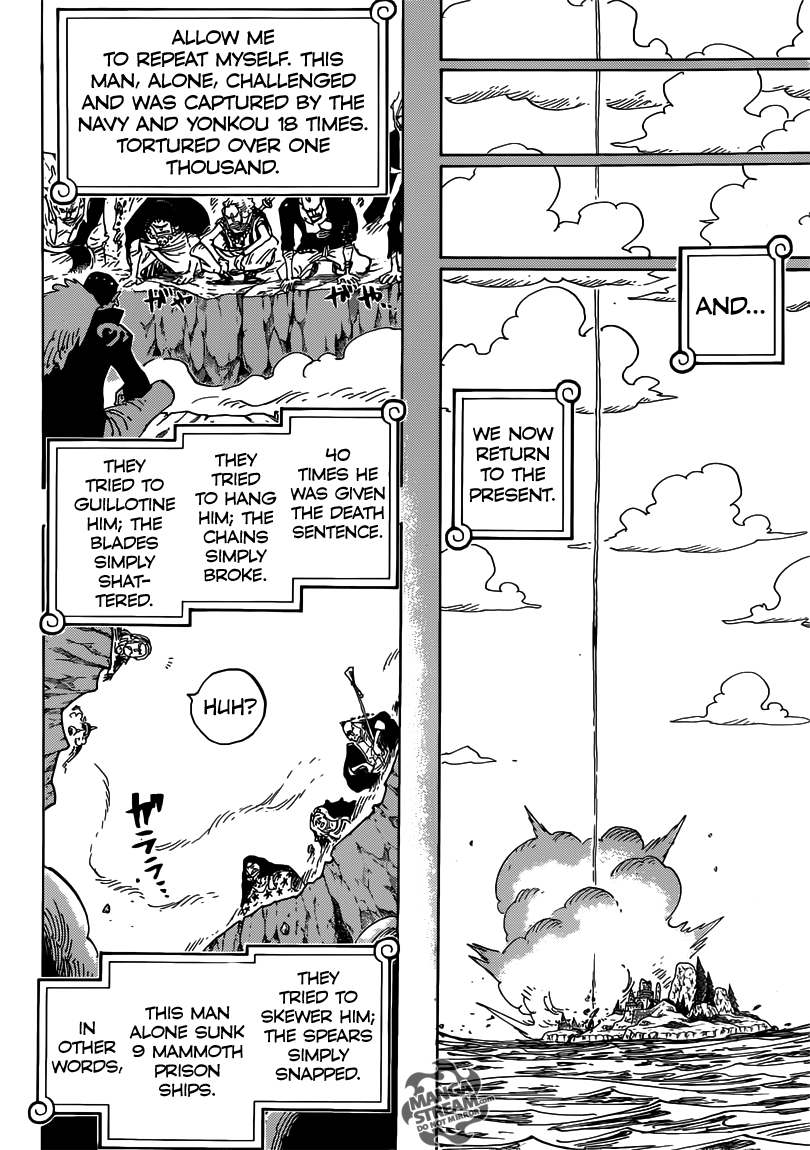 AND...
WE NOW
RETURN
TO THE
PRESENT.
ALLOW ME
TO REPEAT MYSELF. THIS
MAN, ALONE, CHALLENGED
AND WAS CAPTURED BY THE
NAVY AND YONKOU 18 TIMES.
TORTURED OVER ONE
THOUSAND.
40
TIMES HE
WAS GIVEN
THE DEATH
SENTENCE.
THEY
TRIED
TO HANG
HIM; THE
CHAINS
SIMPLY
BROKE.
THEY
TRIED TO
GUILLOTINE
HIM; THE
BLADES
SIMPLY
SHAT-
TERED.
HUH?
THEY
TRIED TO
SKEWER HIM;
THE SPEARS
SIMPLY
SNAPPED.
THIS MAN
ALONE SUNK
9 MAMMOTH
PRISON
SHIPS.
IN
OTHER
WORDS,
MANGA
STREAM.com
DO NOT MIRROR